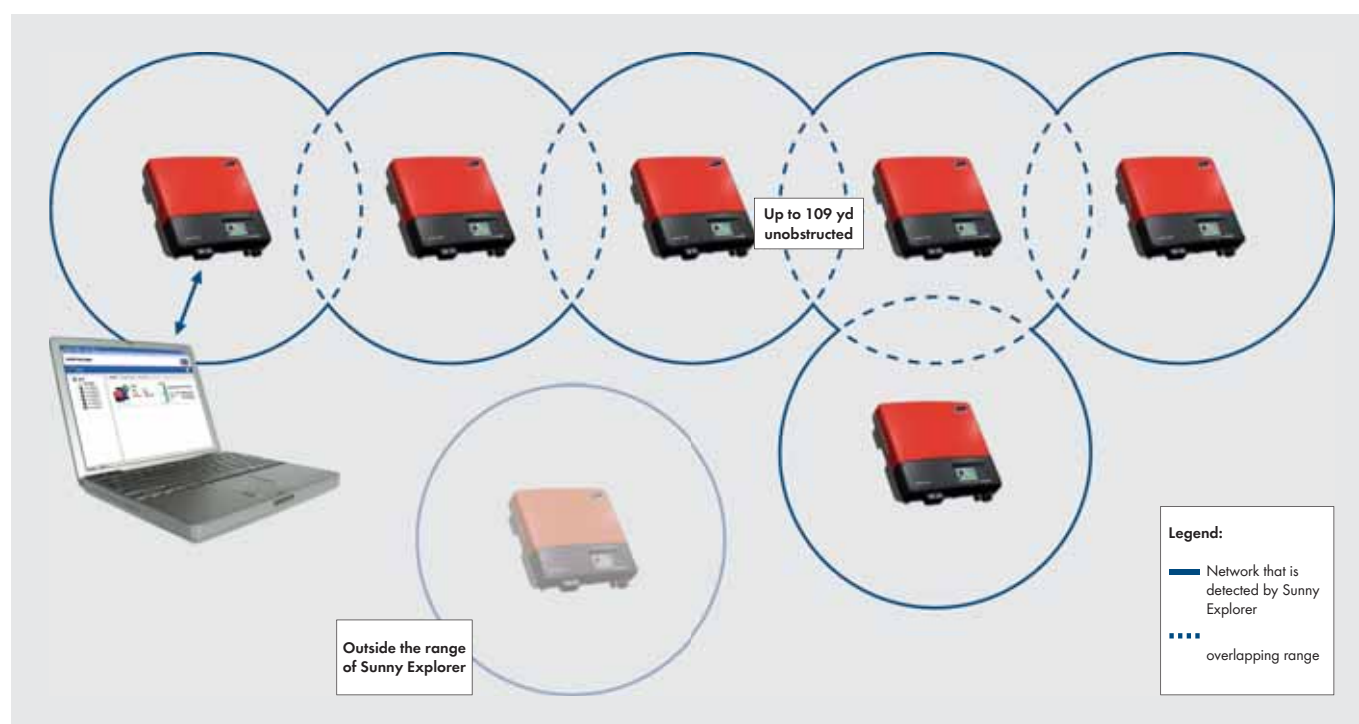 Up to 109 yd
unobstructed
Outside the range
of Sunny Explorer
Legend:
Network that is
detected by Sunny
Explorer
overlapping range